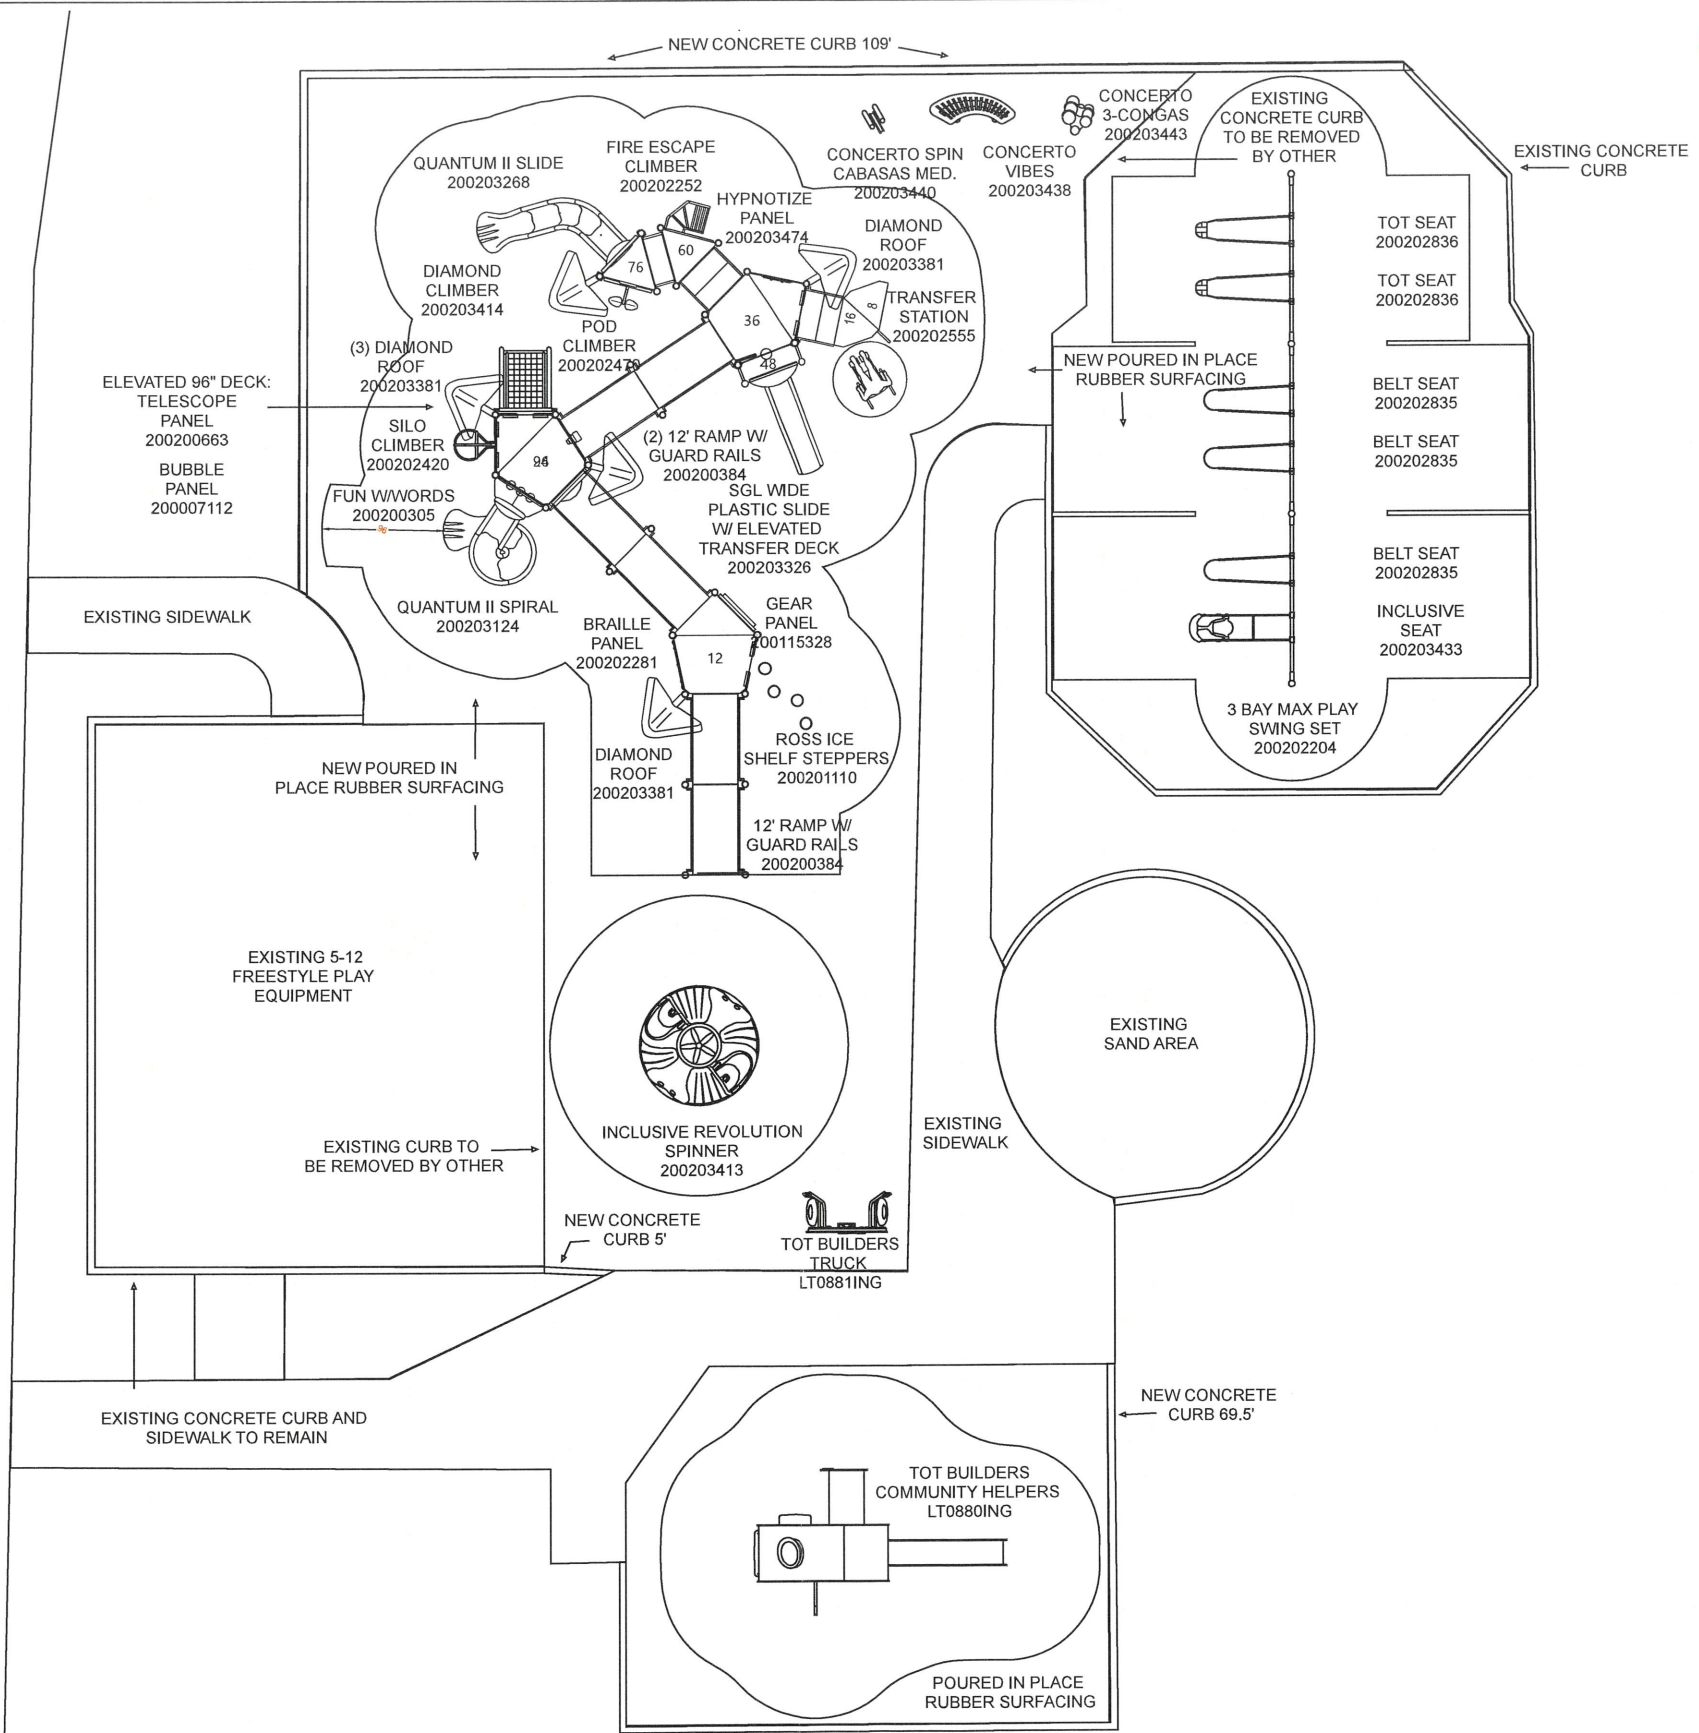 NEW CONCRETE CURB 109'
CONCERTO
3-CONGAS
200203443
EXISTING
CONCRETE CURB
TO BE REMOVED
BY OTHER
EXISTING CONCRETE
CURB
QUANTUM II SLIDE
200203268
FIRE ESCAPE
CLIMBER
200202252
CONCERTO SPIN
CABASAS MED.
200203440
CONCERTO
VIBES
200203438
HYPNOTIZE
PANEL
200203474
DIAMOND
ROOF
200203381
TOT SEAT
200202836
TOT SEAT
200202836
DIAMOND
CLIMBER
200203414
76
60
36
48
16
8
TRANSFER
STATION
200202555
POD
CLIMBER
(3) DIAMOND
ROOF
200203381
NEW POURED IN PLACE
RUBBER SURFACING
ELEVATED 96" DECK:
TELESCOPE
PANEL
200200663
BUBBLE
PANEL
200007112
SILO
CLIMBER
200202420
BELT SEAT
200202835
BELT SEAT
200202835
(2) 12' RAMP W/
GUARD RAILS
200200384
FUN W/WORDS
200200305
96
SGL WIDE
PLASTIC SLIDE
W/ ELEVATED
TRANSFER DECK
200203326
BELT SEAT
200202835
QUANTUM II SPIRAL
200203124
EXISTING SIDEWALK
BRAILLE
PANEL
200202281
GEAR
PANEL
200115328
12
INCLUSIVE
SEAT
200203433
3 BAY MAX PLAY
SWING SET
200202204
DIAMOND
ROOF
200203381
ROSS ICE
SHELF STEPPERS
200201110
NEW POURED IN
PLACE RUBBER SURFACING
12' RAMP W/
GUARD RAILS
200200384
EXISTING 5-12
FREESTYLE PLAY
EQUIPMENT
EXISTING
SAND AREA
INCLUSIVE REVOLUTION
SPINNER
200203413
EXISTING
SIDEWALK
EXISTING CURB TO
BE REMOVED BY OTHER
NEW CONCRETE
CURB 5'
TOT BUILDERS
TRUCK
LT0881ING
EXISTING CONCRETE CURB AND
SIDEWALK TO REMAIN
NEW CONCRETE
CURB 69.5'
TOT BUILDERS
COMMUNITY HELPERS
LT0880ING
POURED IN PLACE
RUBBER SURFACING